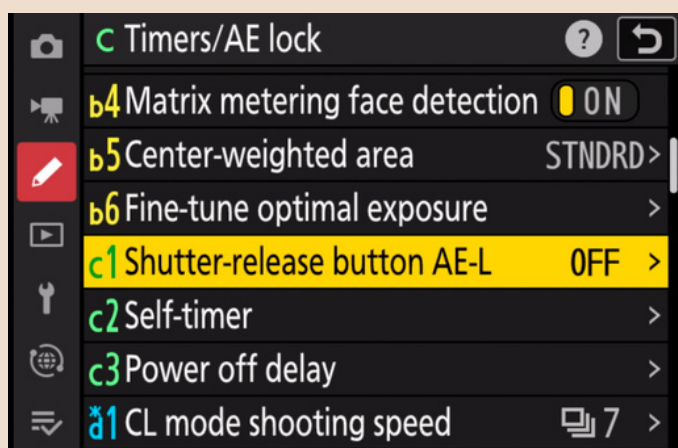 c Timers/AE lock ?
b4 Matrix metering face detection ON
b5 Center-weighted area STNDRD >
b6 Fine-tune optimal exposure >
c1 Shutter-release button AE-L OFF >
c2 Self-timer >
c3 Power off delay >
*d1 CL mode shooting speed 7 >